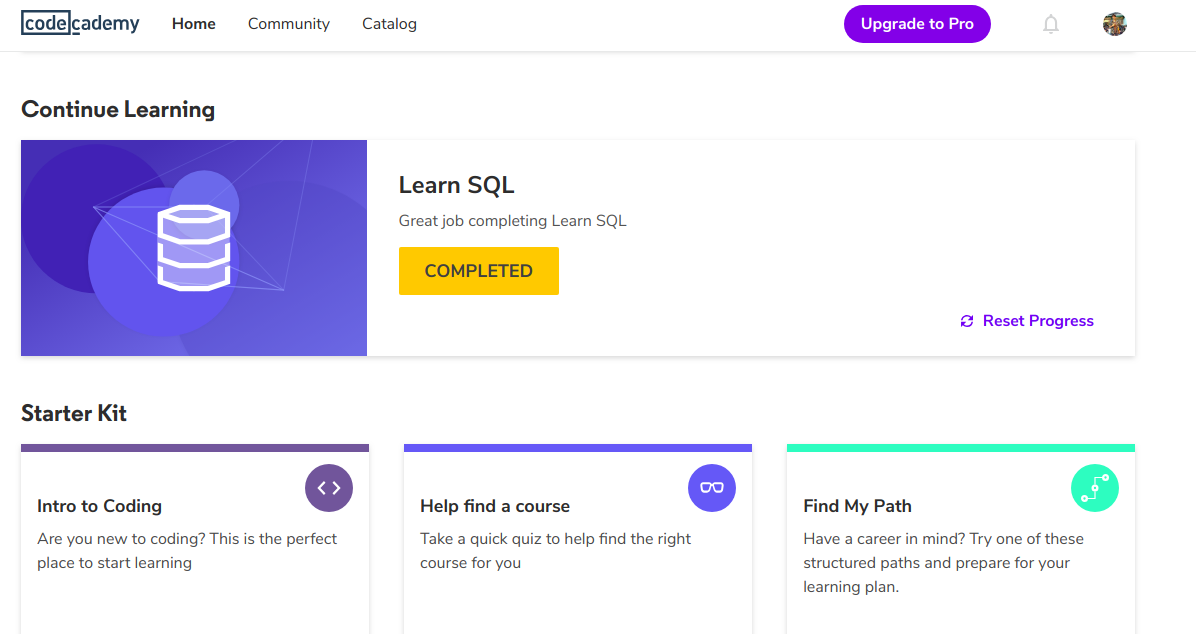 codecademy
Home
Community
Catalog
Upgrade to Pro
Continue Learning
Learn SQL
Great job completing Learn SQL
COMPLETED
Reset Progress
Starter Kit
Intro to Coding
Are you new to coding? This is the perfect
place to start learning
Help find a course
Take a quick quiz to help find the right
course for you
Find My Path
Have a career in mind? Try one of these
structured paths and prepare for your
learning plan.